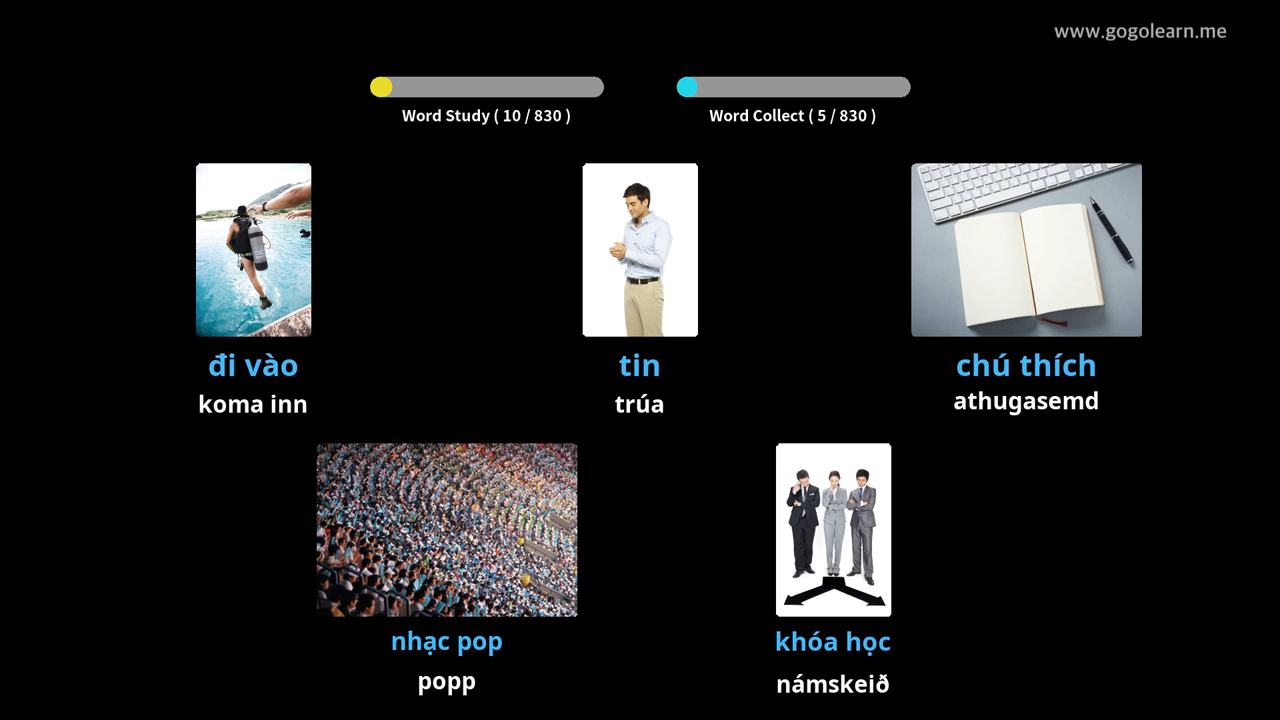 www.gogolearn.me
Word Study ( 10 / 830 )
Word Collect ( 5 / 830 )
đi vào
koma inn
tin
trúa
chú thích
athugasemd
nhạc pop
popp
khóa học
námskeið